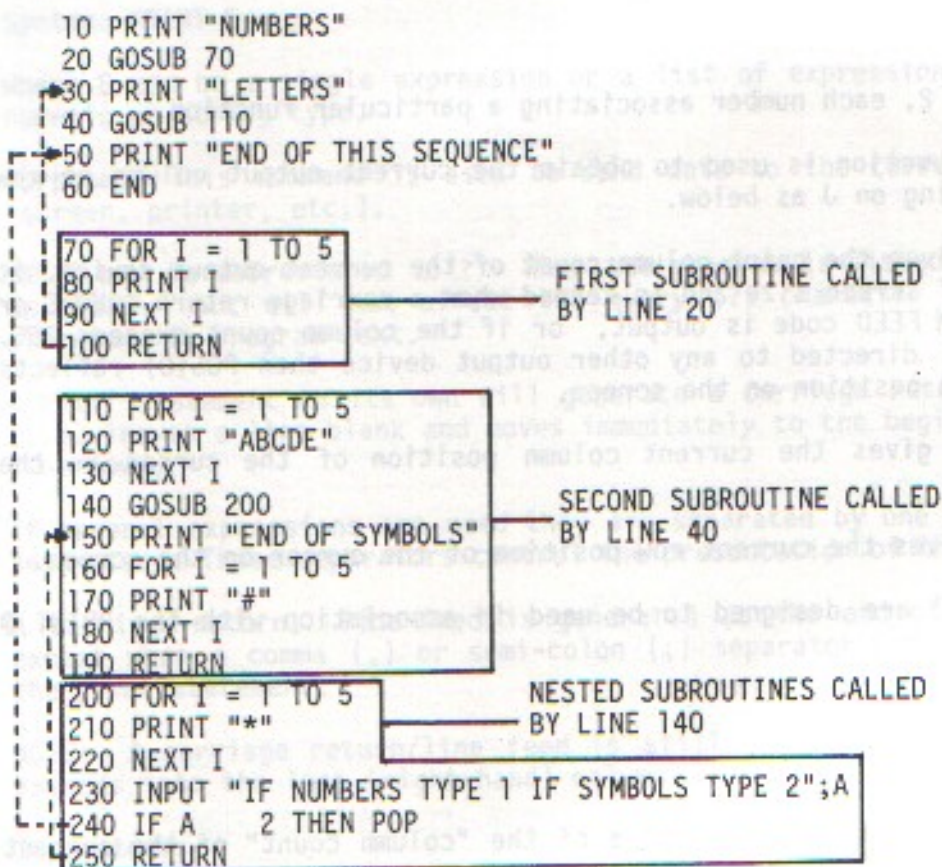 10 PRINT "NUMBERS"
20 GOSUB 70
30 PRINT "LETTERS"
40 GOSUB 110
50 PRINT "END OF THIS SEQUENCE"
60 END
70 FOR I = 1 TO 5
80 PRINT I
90 NEXT I
100 RETURN
FIRST SUBROUTINE CALLED
BY LINE 20
110 FOR I = 1 TO 5
120 PRINT "ABCDE"
130 NEXT I
140 GOSUB 200
150 PRINT "END OF SYMBOLS"
160 FOR I = 1 TO 5
170 PRINT "#"
180 NEXT I
190 RETURN
SECOND SUBROUTINE CALLED
BY LINE 40
200 FOR I = 1 TO 5
210 PRINT "*"
220 NEXT I
230 INPUT "IF NUMBERS TYPE 1 IF SYMBOLS TYPE 2";A
240 IF A 2 THEN POP
250 RETURN
NESTED SUBROUTINES CALLED
BY LINE 140